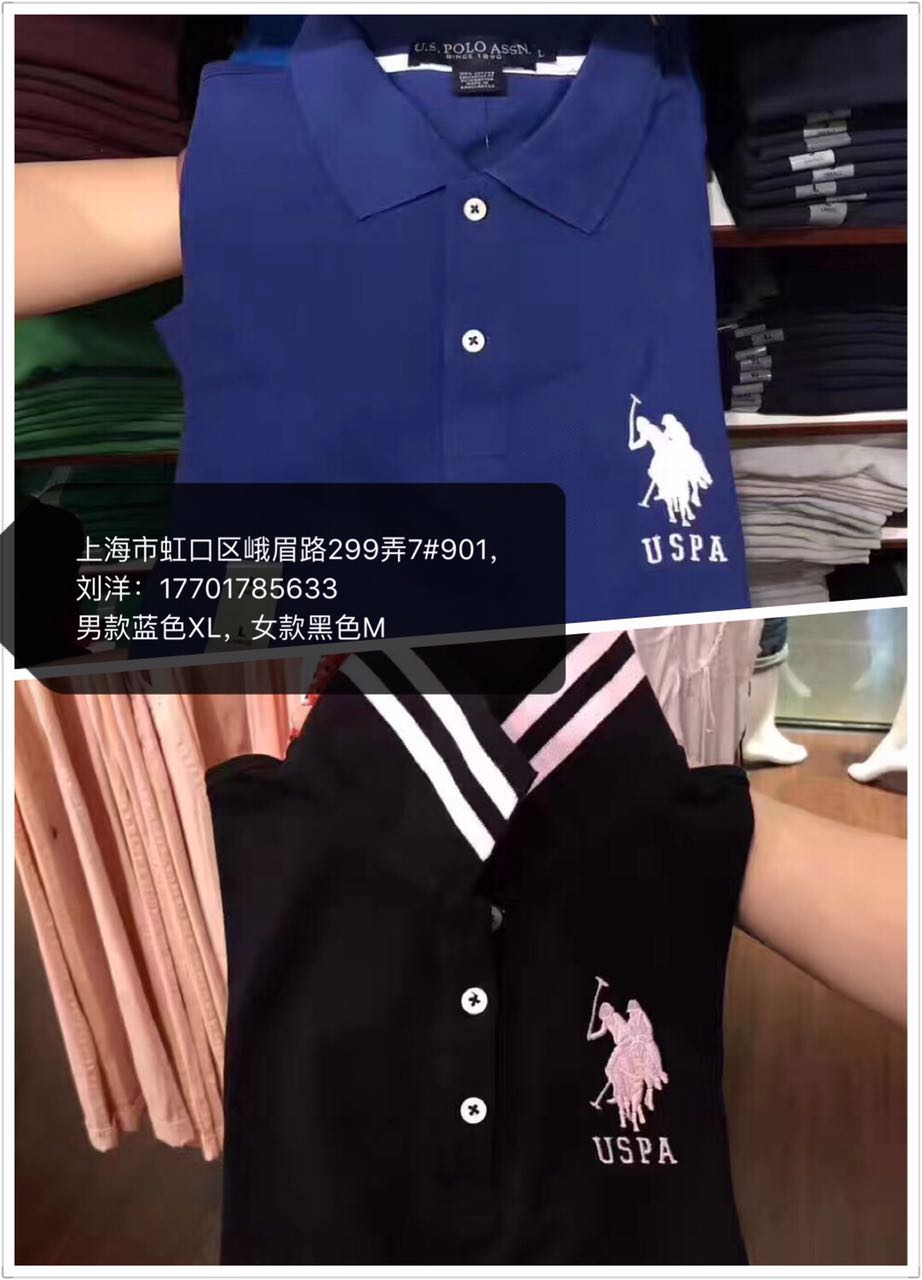 U.S. POLO ASSN. L
SINCE 1890
USPA
上海市虹口区峨眉路299弄7#901，
刘洋：17701785633
男款蓝色XL，女款黑色M
L
USPA